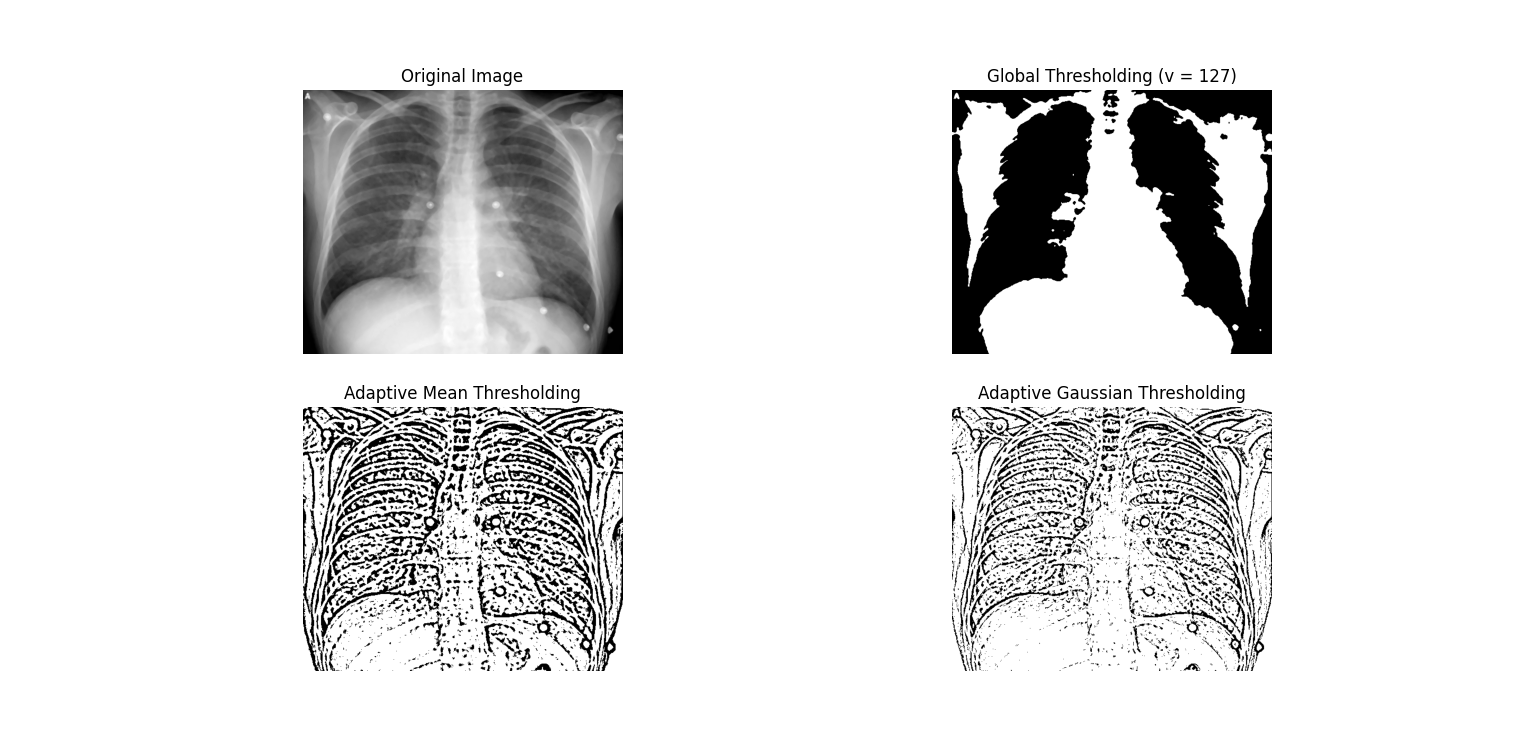 Original Image
Global Thresholding (v = 127)
A
A
Adaptive Mean Thresholding
Adaptive Gaussian Thresholding
A
A